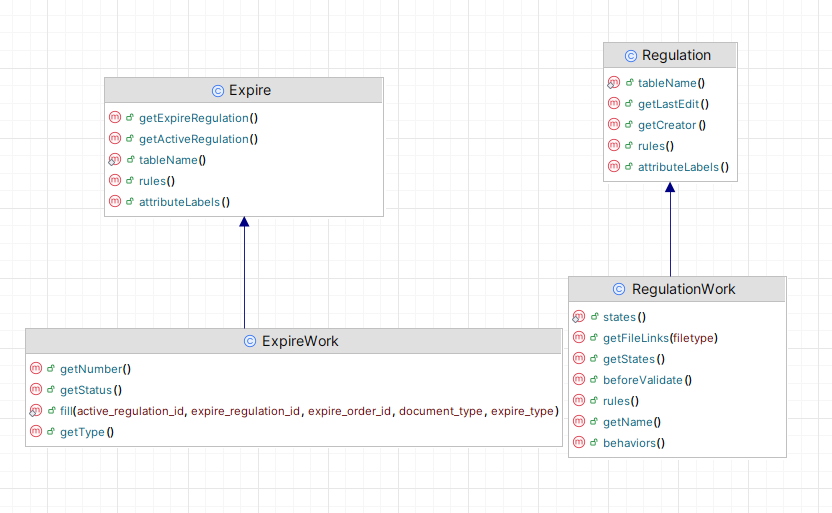 Expire
getExpireRegulation()
getActiveRegulation()
tableName()
rules()
attributeLabels()
Regulation
tableName()
getLastEdit()
getCreator()
rules()
attributeLabels()
ExpireWork
getNumber()
getStatus()
fill(active_regulation_id, expire_regulation_id, expire_order_id, document_type, expire_type)
getType()
RegulationWork
states()
getFileLinks(filetype)
getStates()
beforeValidate()
rules()
getName()
behaviors()